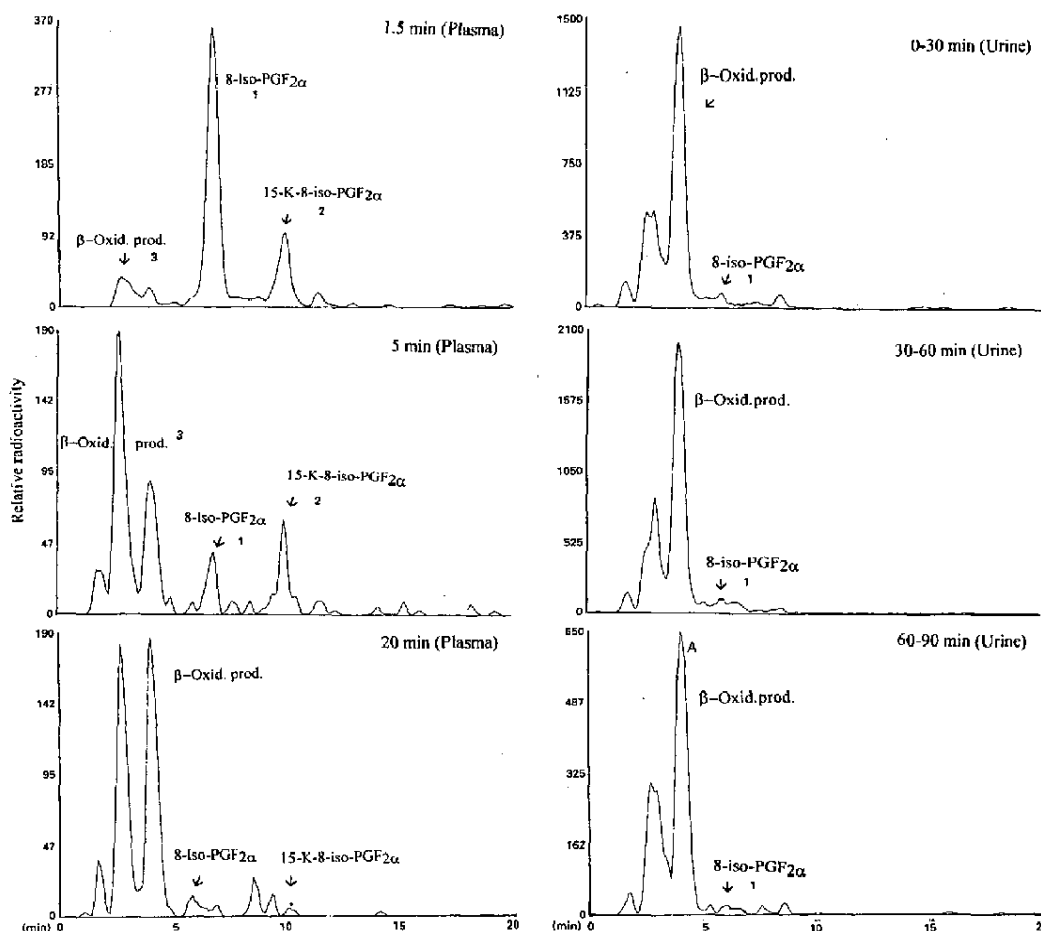 Relative radioactivity
370
277
185
92
0
1.5 min (Plasma)
8-Iso-PGF2α
1
15-K-8-iso-PGF2α
2
β-Oxid. prod.
3
190
142
95
47
0
5 min (Plasma)
β-Oxid. prod. 3
8-Iso-PGF2α
1
15-K-8-iso-PGF2α
2
190
142
95
47
0
20 min (Plasma)
β-Oxid. prod.
8-Iso-PGF2α
15-K-8-iso-PGF2α
(min) 5 10 15 20
1500
1125
750
375
0
0-30 min (Urine)
β-Oxid.prod.
8-iso-PGF2α
1
2100
1575
1050
525
0
30-60 min (Urine)
β-Oxid.prod.
8-iso-PGF2α
1
650
487
325
162
0
60-90 min (Urine)
A
β-Oxid.prod.
8-iso-PGF2α
1
(min) 5 10 15